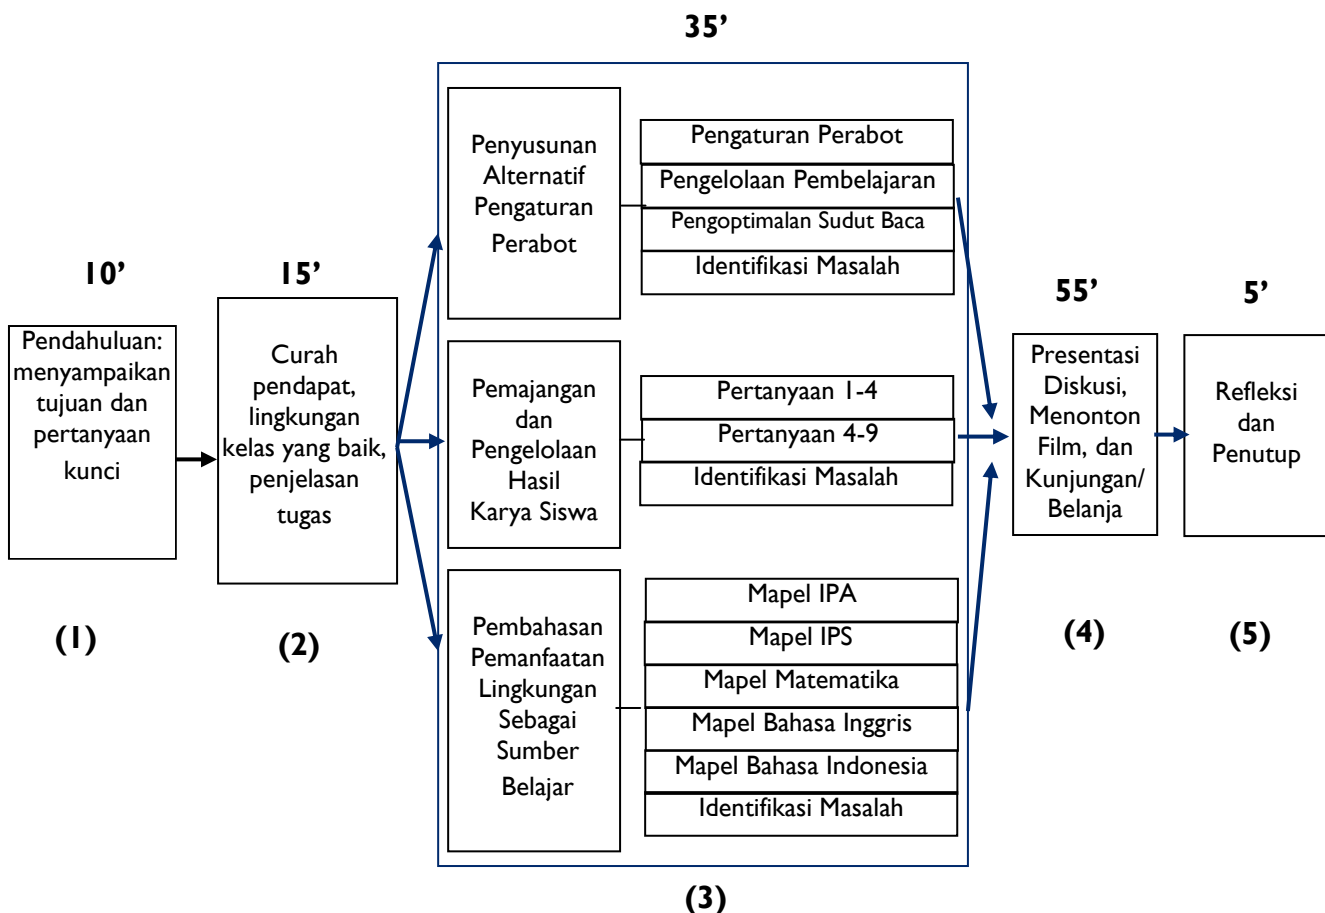 35’
10’
Pendahuluan:
menyampaikan
tujuan dan
pertanyaan
kunci
(1)
15’
Curah
pendapat,
lingkungan
kelas yang baik,
penjelasan
tugas
(2)
Penyusunan
Alternatif
Pengaturan
Perabot
Pengaturan Perabot
Pengelolaan Pembelajaran
Pengoptimalan Sudut Baca
Identifikasi Masalah
Pemajangan
dan
Pengelolaan
Hasil
Karya Siswa
Pertanyaan 1-4
Pertanyaan 4-9
Identifikasi Masalah
Pembahasan
Pemanfaatan
Lingkungan
Sebagai
Sumber
Belajar
Mapel IPA
Mapel IPS
Mapel Matematika
Mapel Bahasa Inggris
Mapel Bahasa Indonesia
Identifikasi Masalah
(3)
55’
Presentasi
Diskusi,
Menonton
Film, dan
Kunjungan/
Belanja
(4)
5’
Refleksi
dan
Penutup
(5)